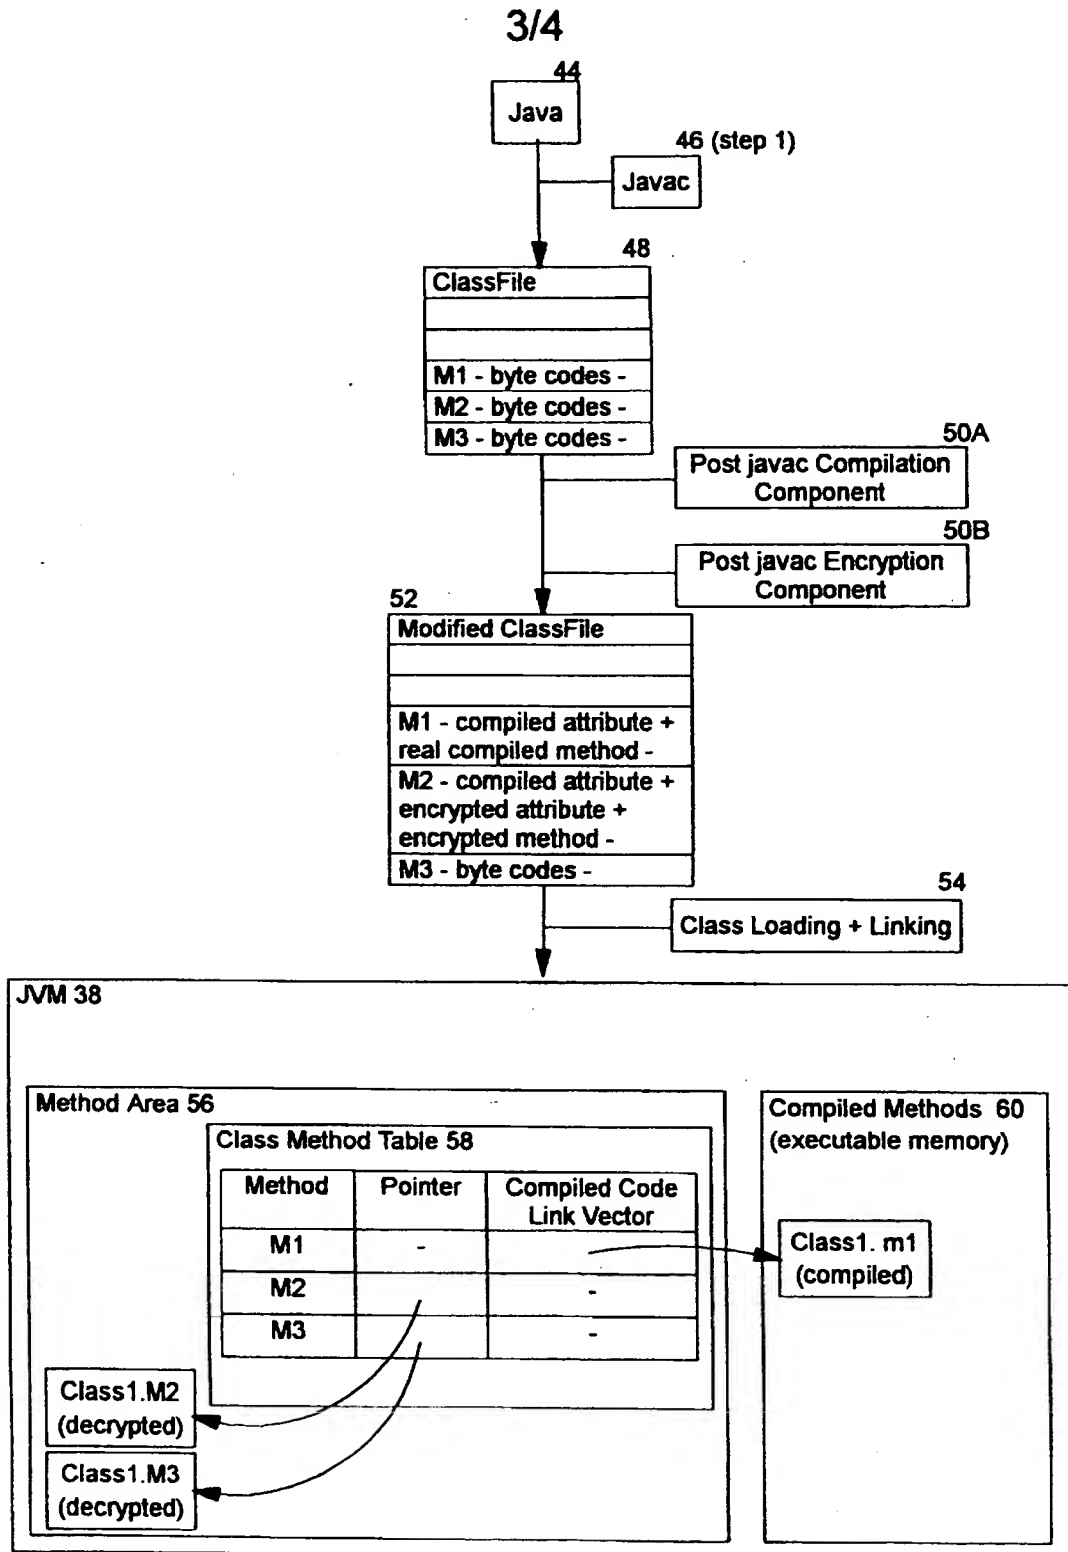 3/4
44
Java
46 (step 1)
Javac
48
ClassFile
M1 - byte codes -
M2 - byte codes -
M3 - byte codes -
50A
Post javac Compilation
Component
50B
Post javac Encryption
Component
52
Modified ClassFile
M1 - compiled attribute +
real compiled method -
M2 - compiled attribute +
encrypted attribute +
encrypted method -
M3 - byte codes -
54
Class Loading + Linking
JVM 38
Method Area 56
Class Method Table 58
Method Pointer Compiled Code
Link Vector
M1 - 
M2 -
M3 -
Class1.M2
(decrypted)
Class1.M3
(decrypted)
Compiled Methods 60
(executable memory)
Class1. m1
(compiled)